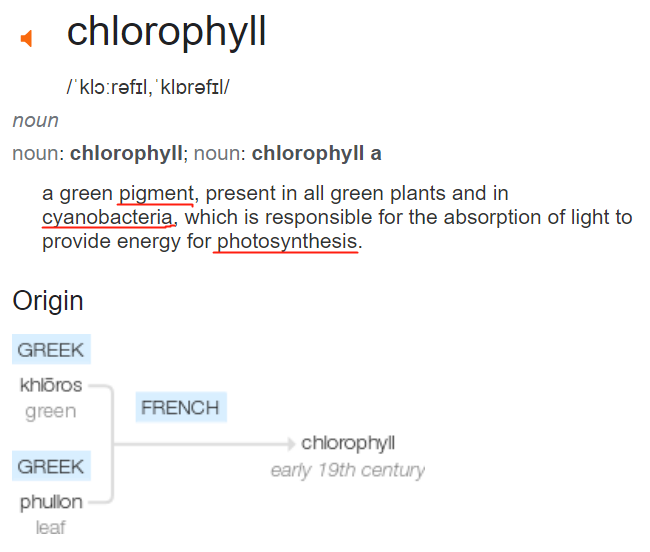 chlorophyll
/ˈklɔːrəfɪl,ˈklɒrəfɪl/
noun
noun: chlorophyll; noun: chlorophyll a
a green pigment, present in all green plants and in
cyanobacteria, which is responsible for the absorption of light to
provide energy for photosynthesis.
Origin
GREEK
khlōros
green
FRENCH
chlorophyll
early 19th century
GREEK
phullon
leaf